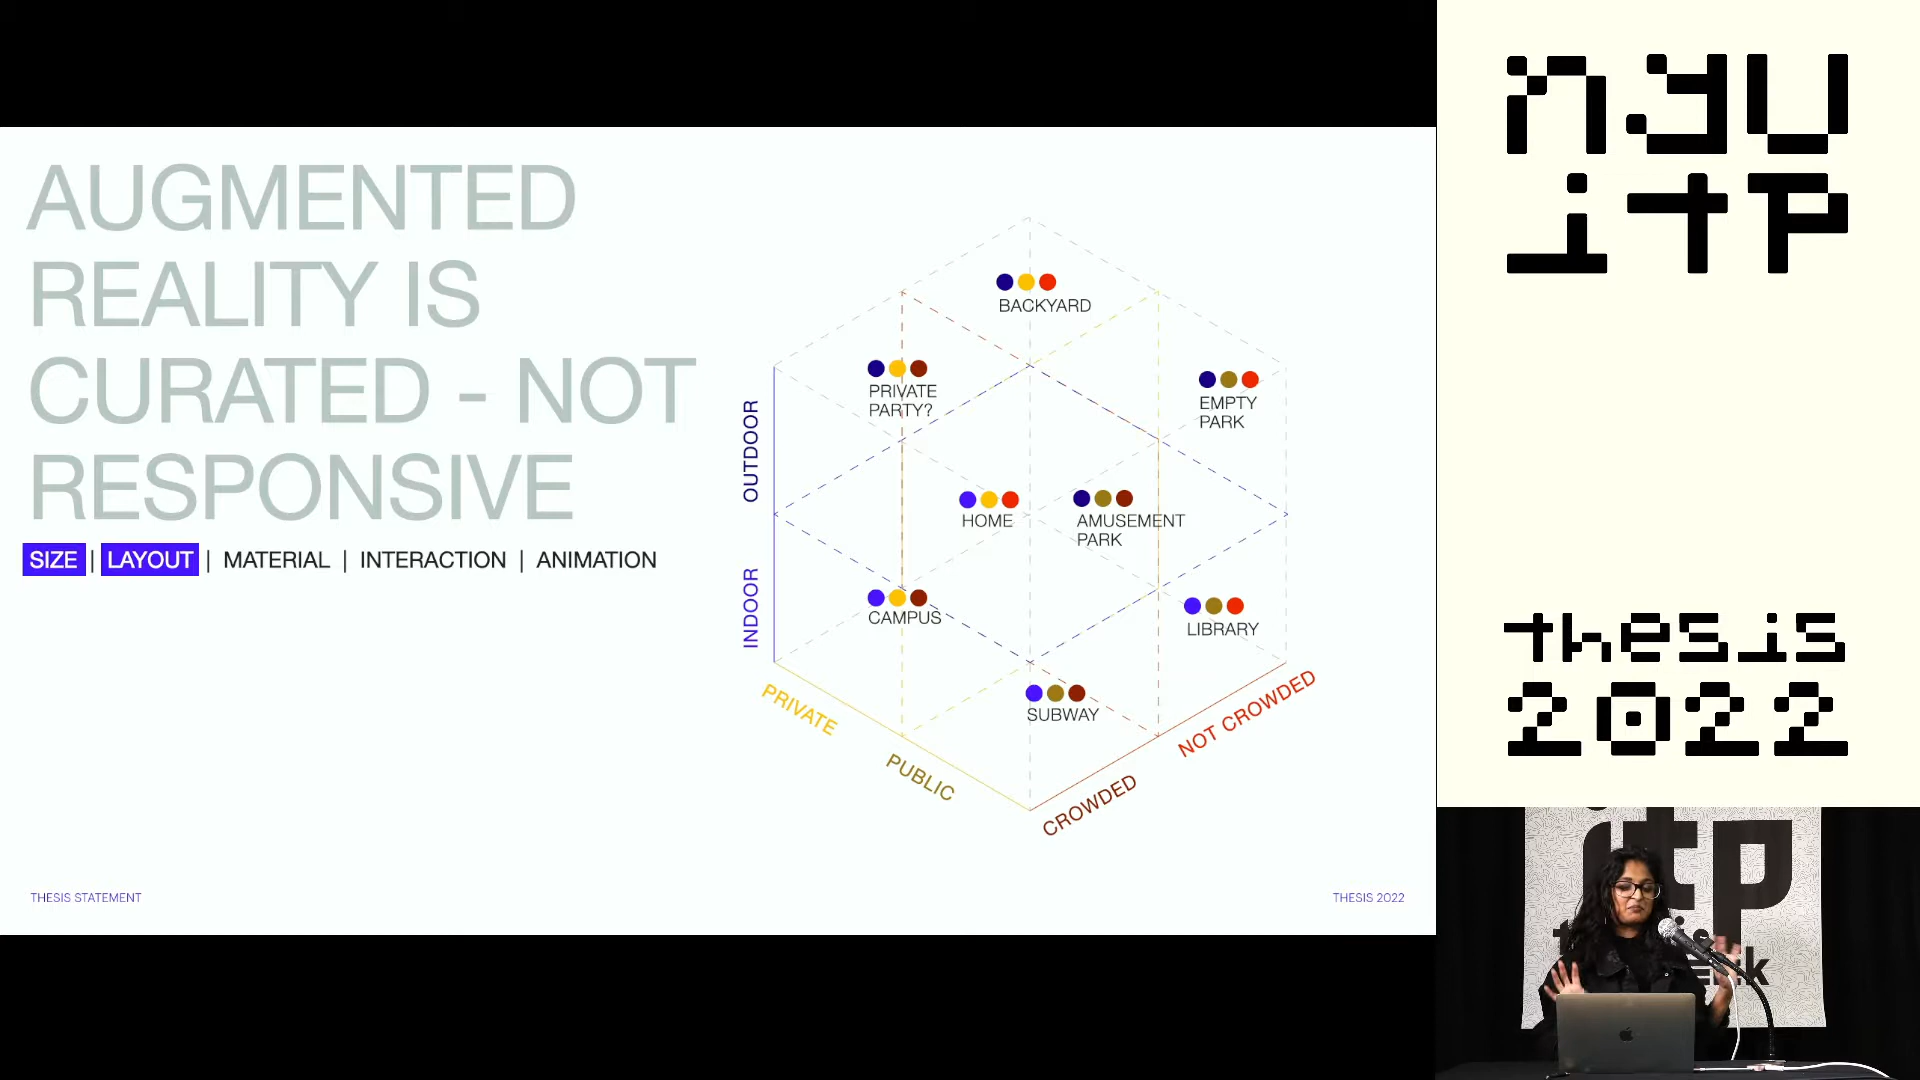 AUGMENTED
REALITY IS
CURATED - NOT
RESPONSIVE
SIZE | LAYOUT | MATERIAL | INTERACTION | ANIMATION
BACKYARD
PRIVATE
PARTY?
EMPTY
PARK
OUTDOOR
HOME
AMUSEMENT
PARK
INDOOR
CAMPUS
LIBRARY
SUBWAY
PRIVATE
PUBLIC
CROWDED
NOT CROWDED
THESIS STATEMENT
THESIS 2022
nyu
itp
thesis
2022
itp